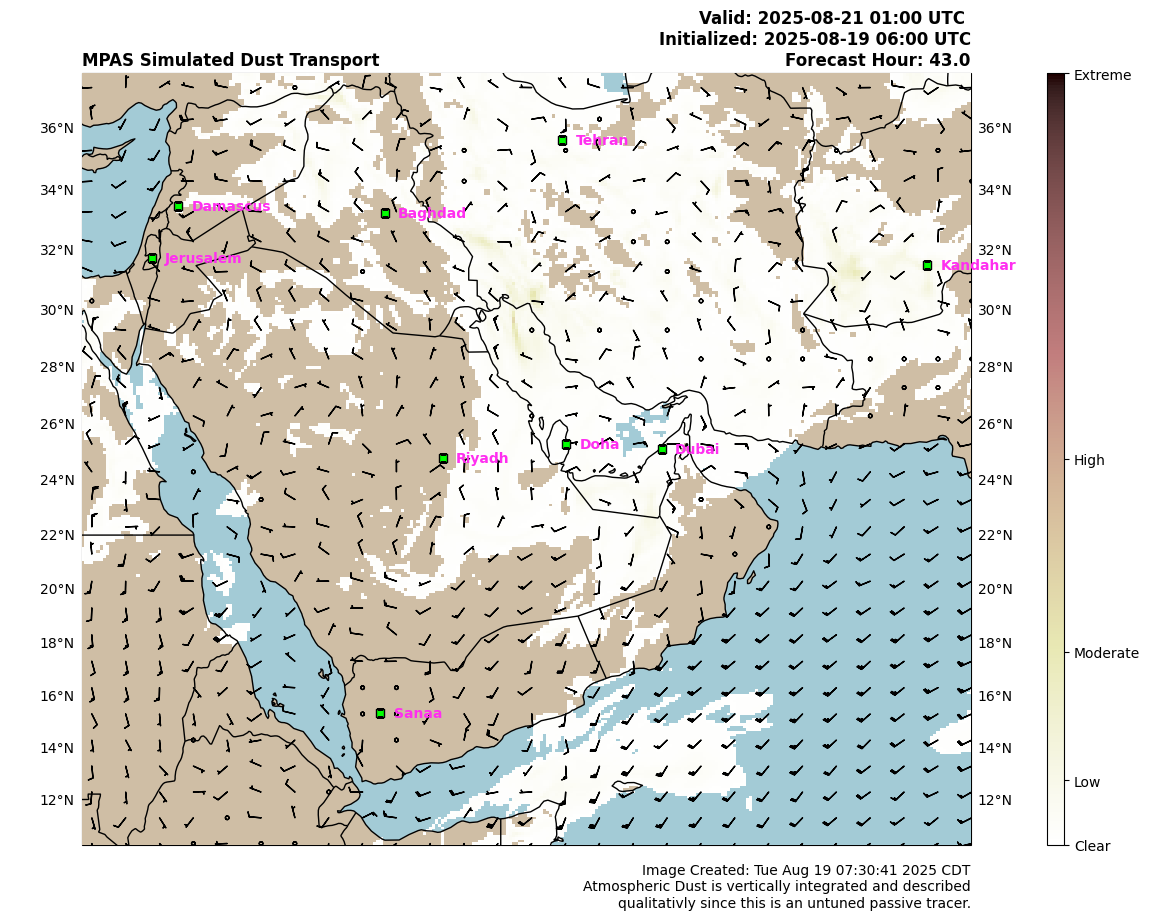 Valid: 2025-08-21 01:00 UTC
Initialized: 2025-08-19 06:00 UTC
MPAS Simulated Dust Transport
Forecast Hour: 43.0
Extreme
36°N
36°N
Tehran
34°N
34°N
Damascus
Baghdad
32°N
32°N
Jerusalem
Kandahar
30°N
30°N
28°N
28°N
26°N
26°N
Doha
Dubai
Riyadh
High
24°N
24°N
22°N
22°N
20°N
20°N
18°N
18°N
Moderate
16°N
16°N
Sanaa
14°N
14°N
Low
12°N
12°N
Clear
Image Created: Tue Aug 19 07:30:41 2025 CDT
Atmospheric Dust is vertically integrated and described
qualitativly since this is an untuned passive tracer.